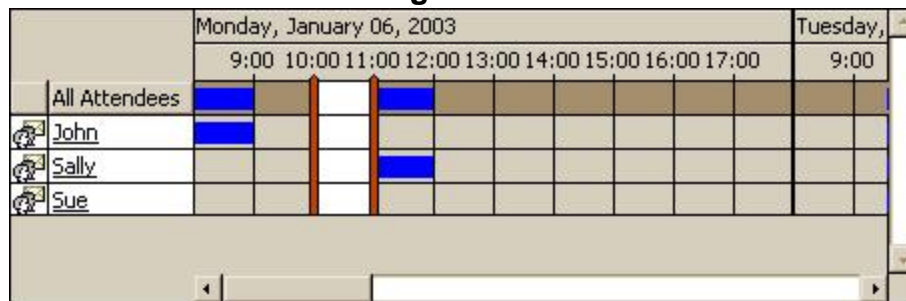 Monday, January 06, 2003 Tuesday,
9:00 10:00 11:00 12:00 13:00 14:00 15:00 16:00 17:00 9:00
All Attendees
John
Sally
Sue